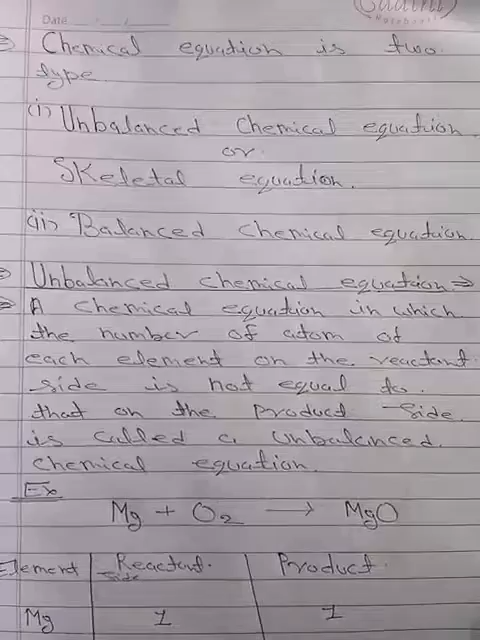 Date
Notebook
⇒ Chemical equation is two
type
(i) Unbalanced Chemical equation.
or
Skeletal equation.
(ii) Balanced chemical equation.
⇒ Unbalanced chemical equation ⇒
⇒ A chemical equation in which
the number of atom of
each element on the reactant
side is not equal to.
that on the product side.
is called a unbalanced.
chemical equation.
Ex
Mg + O₂ → MgO
Element Reactant. Side Product.
Mg 1 1